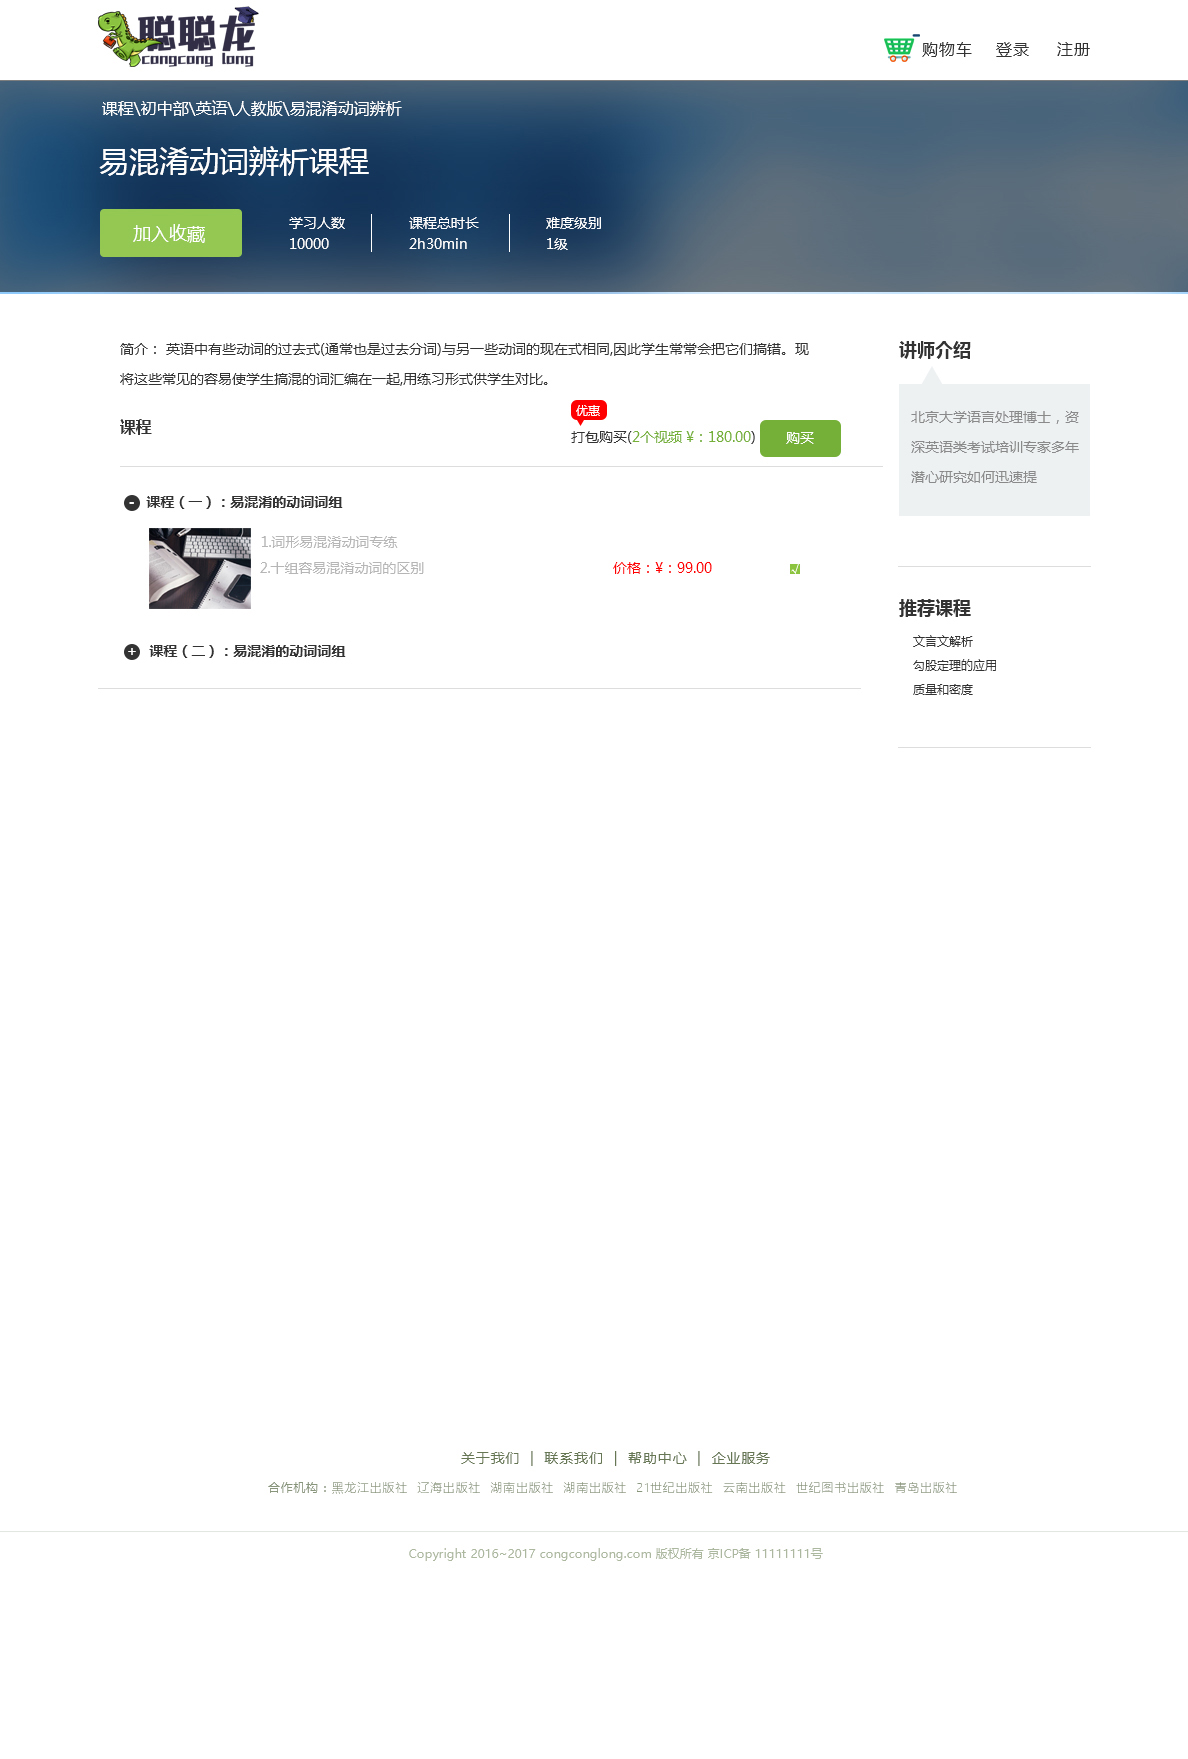 聪聪龙
congcong long
购物车 登录 注册
课程\初中部\英语\人教版\易混淆动词辨析
易混淆动词辨析课程
加入收藏
学习人数 课程总时长 难度级别
10000 2h30min 1级
简介： 英语中有些动词的过去式(通常也是过去分词)与另一些动词的现在式相同,因此学生常常会把它们搞错。现
将这些常见的容易使学生搞混的词汇编在一起,用练习形式供学生对比。
课程
优惠
打包购买(2个视频 ¥：180.00) 购买
- 课程（一）：易混淆的动词词组
1.词形易混淆动词专练
2.十组容易混淆动词的区别 价格：¥：99.00
+ 课程（二）：易混淆的动词词组
讲师介绍
北京大学语言处理博士，资
深英语类考试培训专家多年
潜心研究如何迅速提
推荐课程
文言文解析
勾股定理的应用
质量和密度
关于我们 | 联系我们 | 帮助中心 | 企业服务
合作机构：黑龙江出版社 辽海出版社 湖南出版社 湖南出版社 21世纪出版社 云南出版社 世纪图书出版社 青岛出版社
Copyright 2016~2017 congconglong.com 版权所有 京ICP备 11111111号